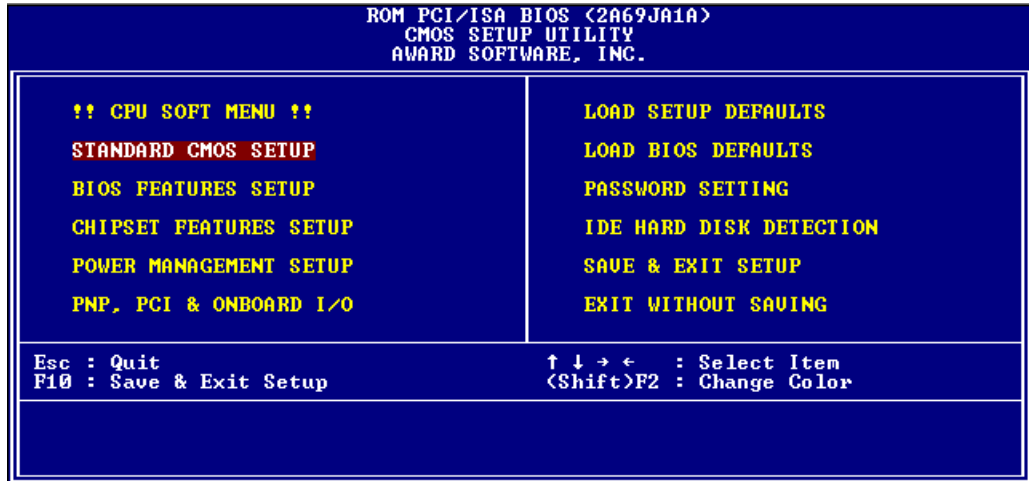 ROM PCI/ISA BIOS (2A69JA1A)
CMOS SETUP UTILITY
AWARD SOFTWARE, INC.
!! CPU SOFT MENU !!
STANDARD CMOS SETUP
BIOS FEATURES SETUP
CHIPSET FEATURES SETUP
POWER MANAGEMENT SETUP
PNP, PCI & ONBOARD I/O
LOAD SETUP DEFAULTS
LOAD BIOS DEFAULTS
PASSWORD SETTING
IDE HARD DISK DETECTION
SAVE & EXIT SETUP
EXIT WITHOUT SAVING
Esc : Quit
F10 : Save & Exit Setup
↑ ↓ → ← : Select Item
(Shift)F2 : Change Color